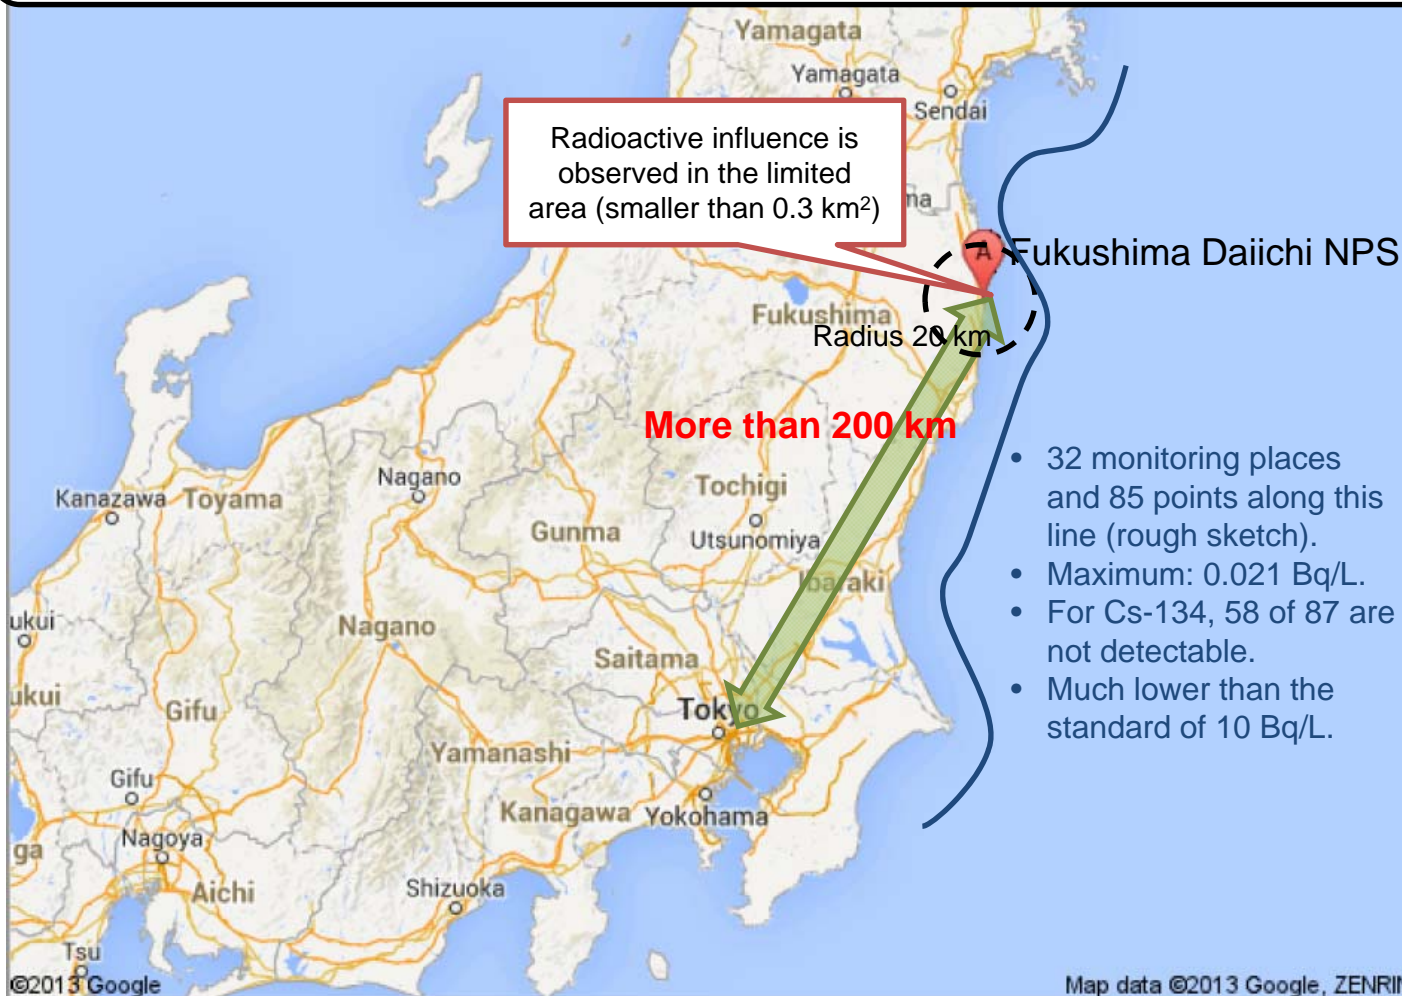 Yamagata
Yamagata
Sendai
Radioactive influence is
observed in the limited
area (smaller than 0.3 km²)
ma
A
Fukushima Daiichi NPS
Fukushima
Radius 20 km
More than 200 km
• 32 monitoring places
and 85 points along this
line (rough sketch).
• Maximum: 0.021 Bq/L.
• For Cs-134, 58 of 87 are
not detectable.
• Much lower than the
standard of 10 Bq/L.
Nagano
Kanazawa
Toyama
Tochigi
Gunma
Utsunomiya
Ibaraki
ukui
Nagano
Saitama
ukui
Gifu
Tokyo
Yamanashi
Gifu
Kanagawa
Yokohama
Nagoya
ga
Aichi
Shizuoka
Tsu
©2013 Google
Map data ©2013 Google, ZENRIN